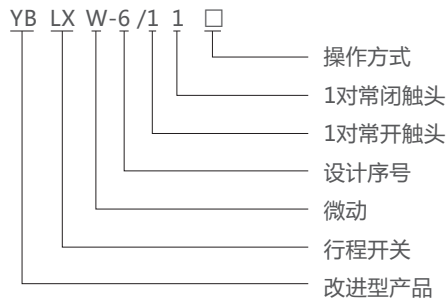 YB LX W-6 /1 1 □
操作方式
1对常闭触头
1对常开触头
设计序号
微动
行程开关
改进型产品